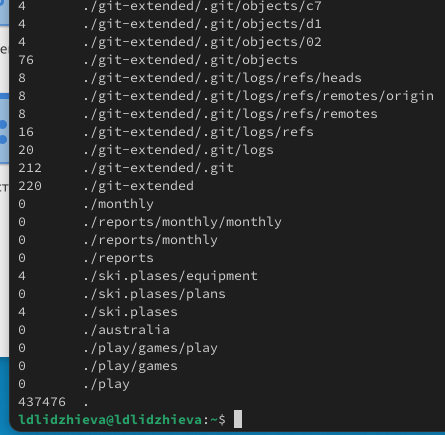 4 ./git-extended/.git/objects/c7
4 ./git-extended/.git/objects/d1
4 ./git-extended/.git/objects/02
76 ./git-extended/.git/objects
8 ./git-extended/.git/logs/refs/heads
8 ./git-extended/.git/logs/refs/remotes/origin
8 ./git-extended/.git/logs/refs/remotes
16 ./git-extended/.git/logs/refs
20 ./git-extended/.git/logs
212 ./git-extended/.git
220 ./git-extended
0 ./monthly
0 ./reports/monthly/monthly
0 ./reports/monthly
0 ./reports
4 ./ski.plases/equipment
0 ./ski.plases/plans
4 ./ski.plases
0 ./australia
0 ./play/games/play
0 ./play/games
0 ./play
437476 .
ldlidzhieva@ldlidzhieva:~$